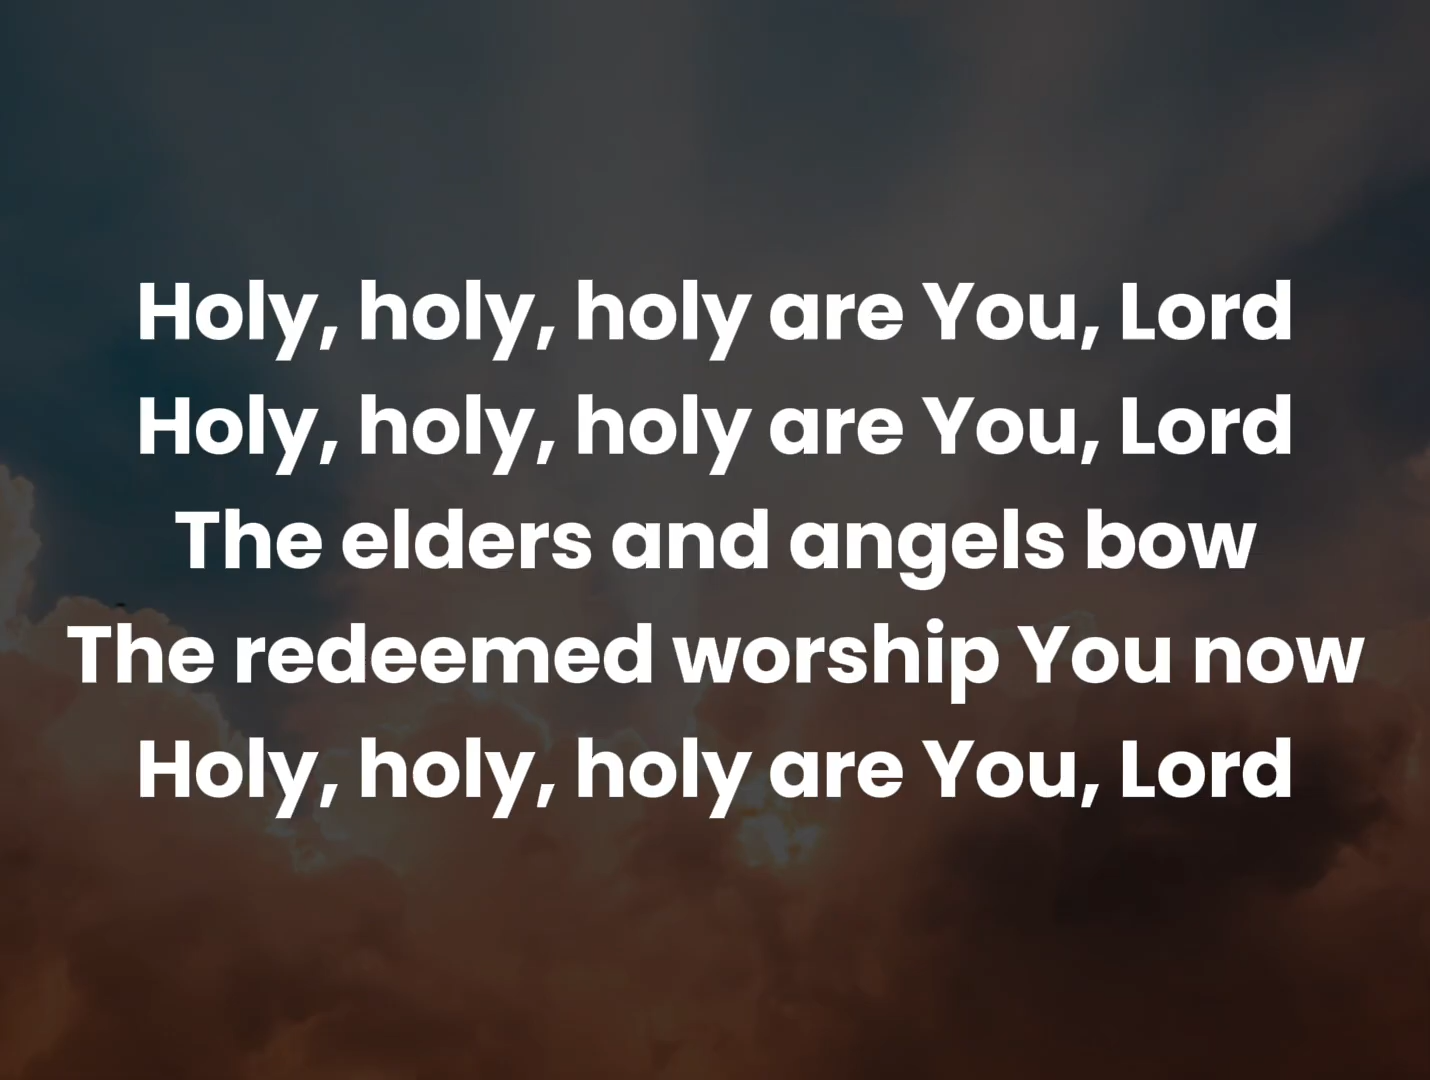 Holy, holy, holy are You, Lord
Holy, holy, holy are You, Lord
The elders and angels bow
The redeemed worship You now
Holy, holy, holy are You, Lord